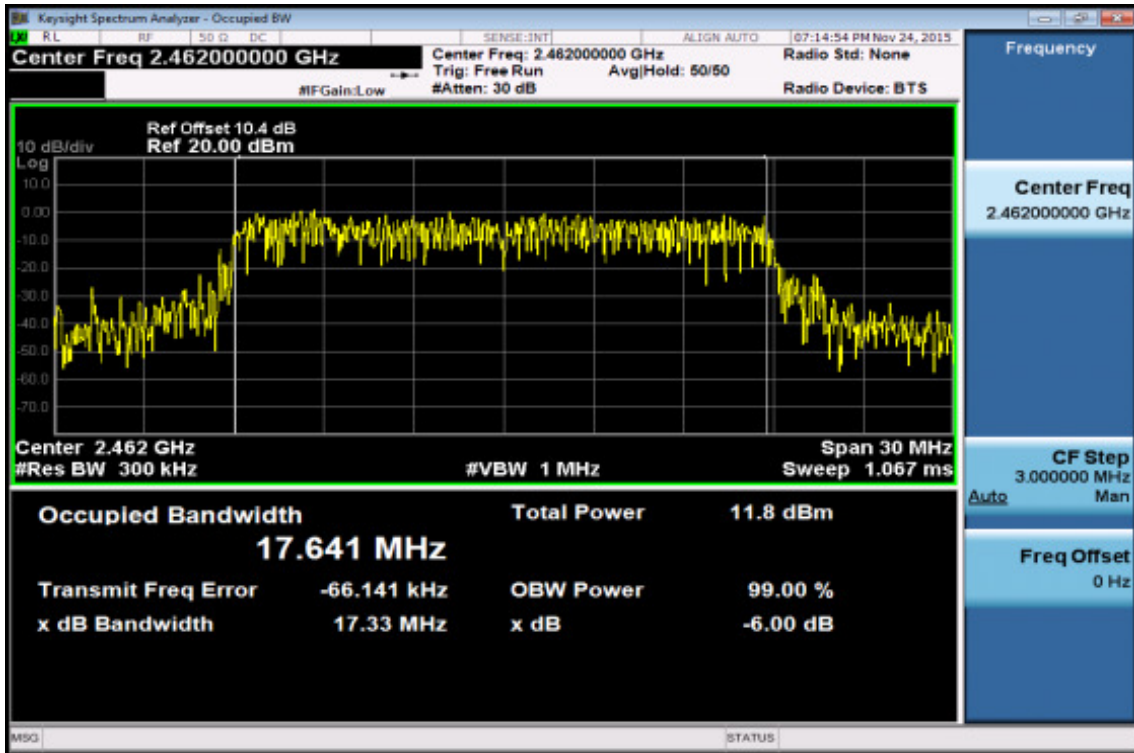 Keysight Spectrum Analyzer - Occupied BW
LXI RL RF 50 Ω DC SENSE:INT ALIGN AUTO 07:14:54 PM Nov 24, 2015
Center Freq 2.462000000 GHz
Center Freq: 2.462000000 GHz
Radio Std: None
Trig: Free Run Avg|Hold: 50/50
#IFGain:Low
#Atten: 30 dB
Radio Device: BTS
Ref Offset 10.4 dB
10 dB/div Ref 20.00 dBm
Log
10.0
0.00
-10.0
-20.0
-30.0
-40.0
-50.0
-60.0
-70.0
Center 2.462 GHz Span 30 MHz
#Res BW 300 kHz #VBW 1 MHz Sweep 1.067 ms
Occupied Bandwidth Total Power 11.8 dBm
17.641 MHz
Transmit Freq Error -66.141 kHz OBW Power 99.00 %
x dB Bandwidth 17.33 MHz x dB -6.00 dB
Frequency
Center Freq
2.462000000 GHz
CF Step
3.000000 MHz
Auto Man
Freq Offset
0 Hz
MSG STATUS